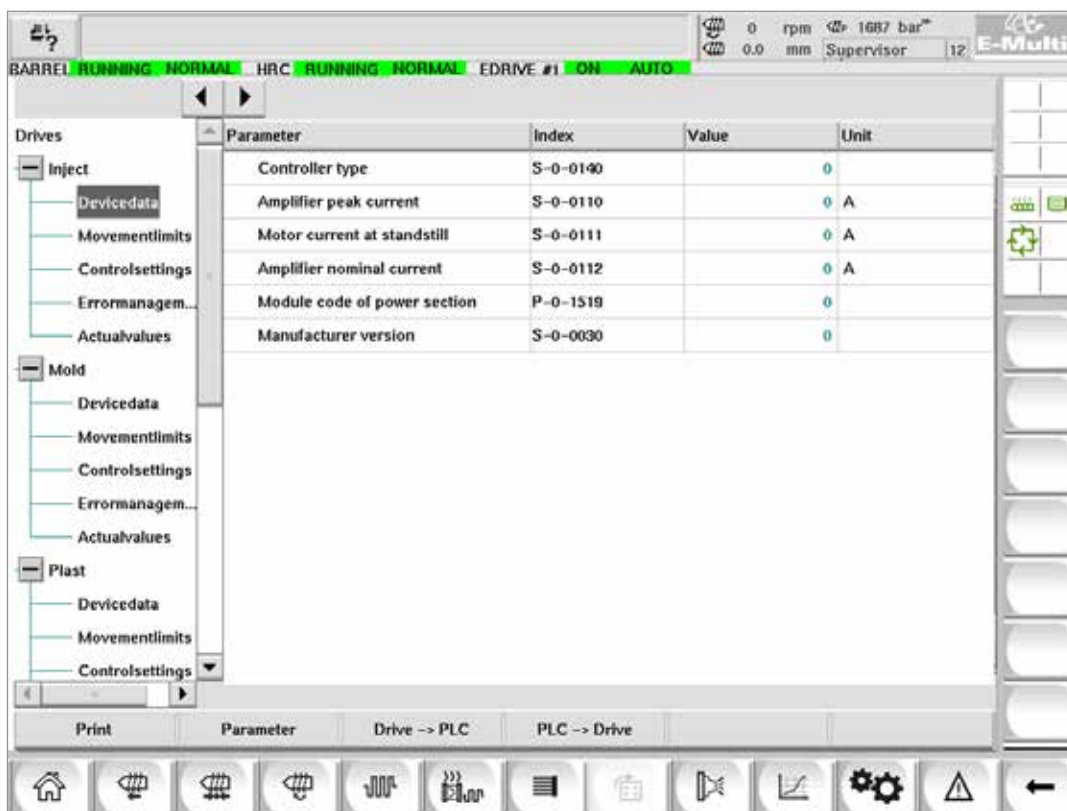 0 rpm 1687 bar
E-Multi
0.0 mm Supervisor 12
BARREL RUNNING NORMAL HRC RUNNING NORMAL EDRIVE #1 ON AUTO
Drives
Parameter Index Value Unit
Inject
Controller type S-0-0140 0
Devicedata
Amplifier peak current S-0-0110 0 A
Movementlimits
Motor current at standstill S-0-0111 0 A
Controlsettings
Amplifier nominal current S-0-0112 0 A
Errormanagem...
Module code of power section P-0-1519 0
Actualvalues
Manufacturer version S-0-0030 0
Mold
Devicedata
Movementlimits
Controlsettings
Errormanagem...
Actualvalues
Plast
Devicedata
Movementlimits
Controlsettings
Print Parameter Drive -> PLC PLC -> Drive